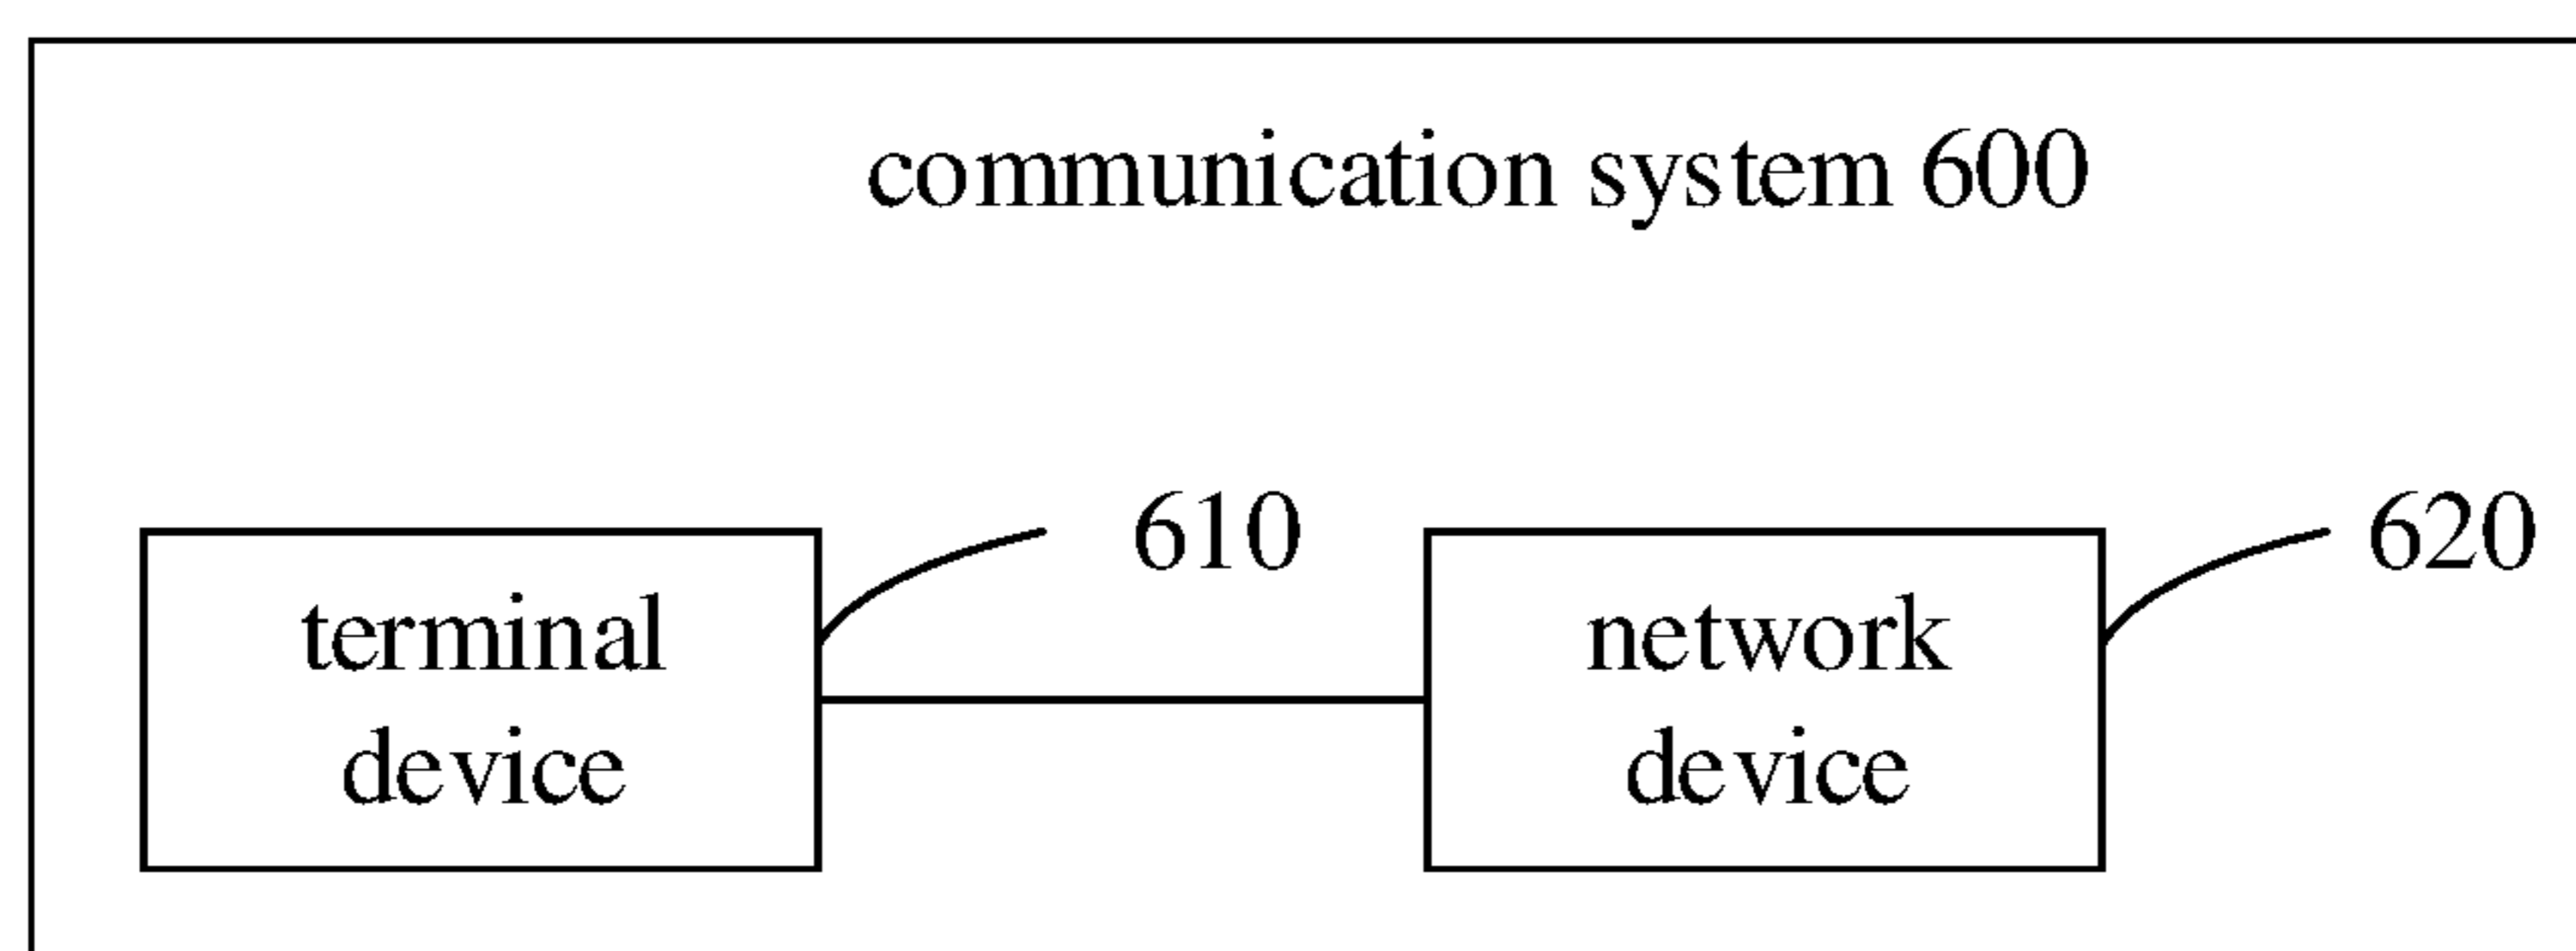 communication system 600
610
620
terminal
device
network
device